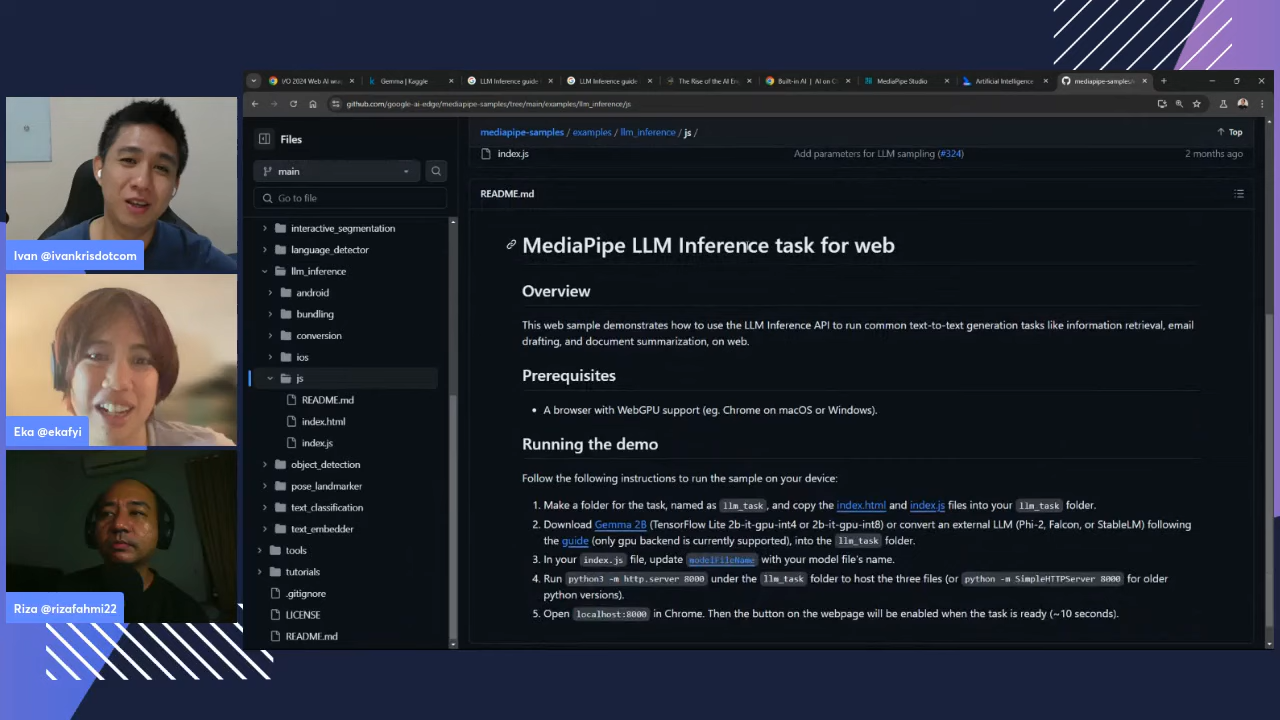 I/O 2024 Web AI wra
Gemma | Kaggle
LLM Inference guide
LLM Inference guide
The Rise of the AI En
Built-in AI | AI on C
MediaPipe Studio
Artificial Intelligence
mediapipe-samples/
github.com/google-ai-edge/mediapipe-samples/tree/main/examples/llm_inference/js
Files
main
Go to file
interactive_segmentation
language_detector
llm_inference
android
bundling
conversion
ios
js
README.md
index.html
index.js
object_detection
pose_landmarker
text_classification
text_embedder
tools
tutorials
.gitignore
LICENSE
README.md
mediapipe-samples / examples / llm_inference / js /
Top
index.js Add parameters for LLM sampling (#324) 2 months ago
README.md
MediaPipe LLM Inference task for web
Overview
This web sample demonstrates how to use the LLM Inference API to run common text-to-text generation tasks like information retrieval, email
drafting, and document summarization, on web.
Prerequisites
• A browser with WebGPU support (eg. Chrome on macOS or Windows).
Running the demo
Follow the following instructions to run the sample on your device:
1. Make a folder for the task, named as llm_task, and copy the index.html and index.js files into your llm_task folder.
2. Download Gemma 2B (TensorFlow Lite 2b-it-gpu-int4 or 2b-it-gpu-int8) or convert an external LLM (Phi-2, Falcon, or StableLM) following
the guide (only gpu backend is currently supported), into the llm_task folder.
3. In your index.js file, update modelFileName with your model file's name.
4. Run python3 -m http.server 8000 under the llm_task folder to host the three files (or python -m SimpleHTTPServer 8000 for older
python versions).
5. Open localhost:8000 in Chrome. Then the button on the webpage will be enabled when the task is ready (~10 seconds).
Ivan @ivankrisdotcom
Eka @ekafyi
Riza @rizafahmi22